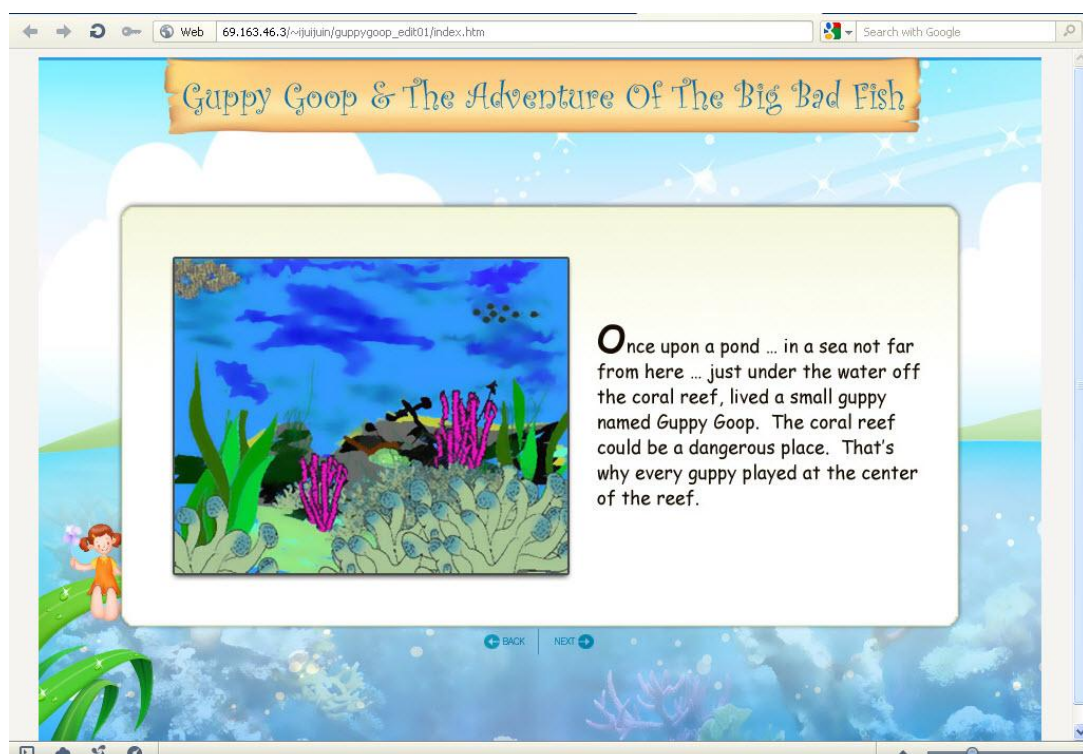 Web 69.163.46.3/~ijuijuin/guppygoop_edit01/index.htm Search with Google
Guppy Goop & The Adventure Of The Big Bad Fish
Once upon a pond ... in a sea not far
from here ... just under the water off
the coral reef, lived a small guppy
named Guppy Goop. The coral reef
could be a dangerous place. That's
why every guppy played at the center
of the reef.
BACK NEXT